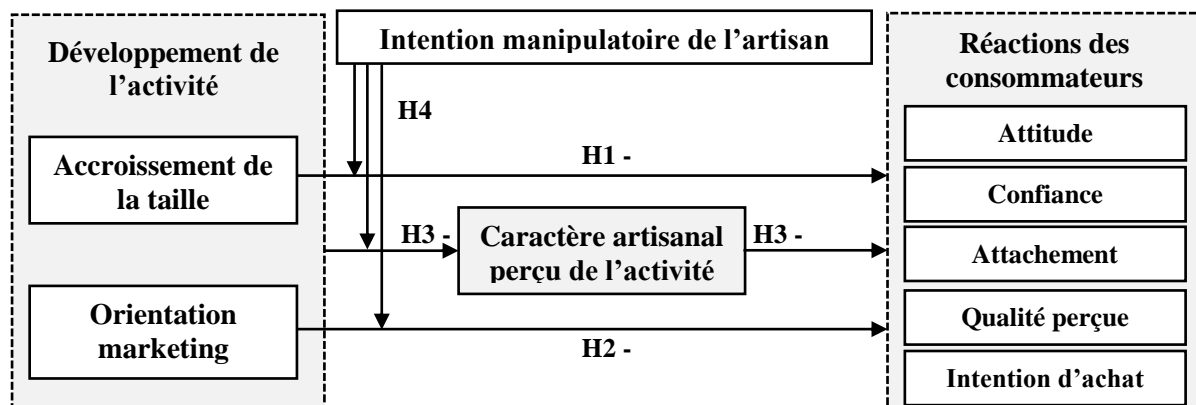 Développement de
l’activité
Accroissement de
la taille
Orientation
marketing
Intention manipulatoire de l’artisan
H4
H1 -
H3 -
Caractère artisanal
perçu de l’activité
H3 -
H2 -
Réactions des
consommateurs
Attitude
Confiance
Attachement
Qualité perçue
Intention d’achat